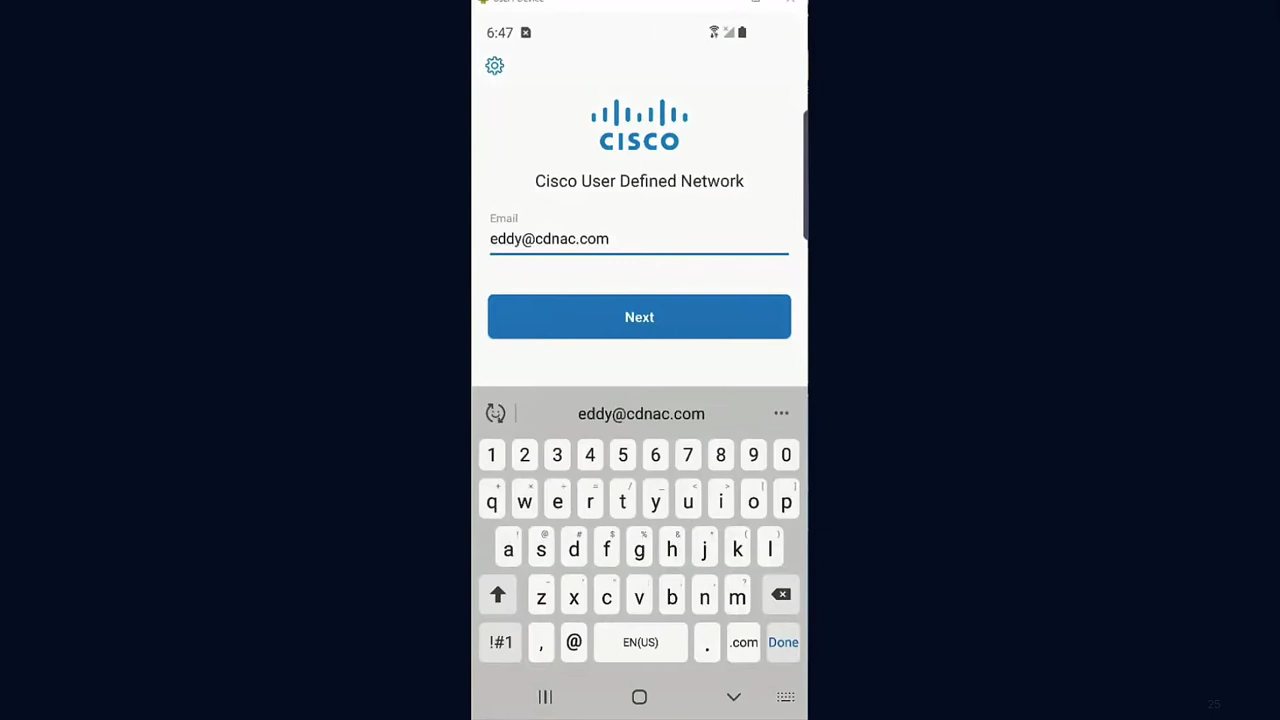 6:47
CISCO
Cisco User Defined Network
Email
eddy@cdnac.com
Next
eddy@cdnac.com
1 2 3 4 5 6 7 8 9 0
q w e r t y u i o p
a s d f g h j k l
z x c v b n m
!#1 , @ EN(US) . .com Done
25